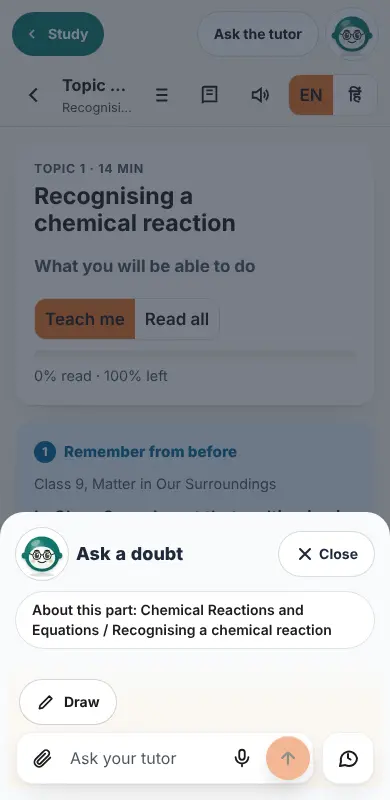 Study
Ask the tutor
Topic ...
Recognisi...
EN
हिं
TOPIC 1 · 14 MIN
Recognising a
chemical reaction
What you will be able to do
Teach me
Read all
0% read · 100% left
1 Remember from before
Class 9, Matter in Our Surroundings
Ask a doubt
Close
About this part: Chemical Reactions and
Equations / Recognising a chemical reaction
Draw
Ask your tutor